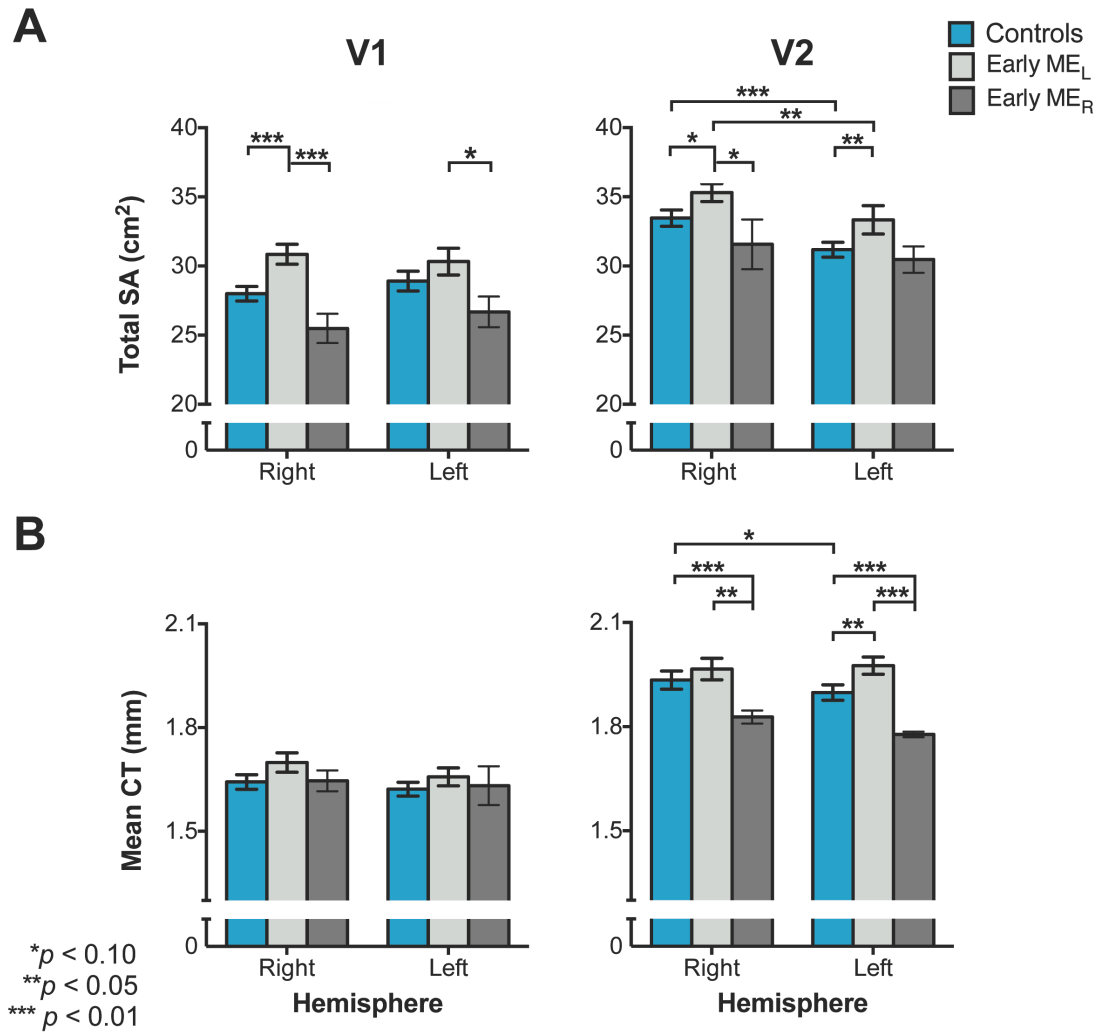 A
V1
V2
Controls
Early ME_L
Early ME_R
*** *** *
*** ** * * **
Total SA (cm²)
40
35
30
25
20
0
Right Left
40
35
30
25
20
0
Right Left
B
* *** ** *** *** **
Mean CT (mm)
2.1
1.8
1.5
0
Right Left
Hemisphere
2.1
1.8
1.5
0
Right Left
Hemisphere
*p < 0.10
**p < 0.05
*** p < 0.01